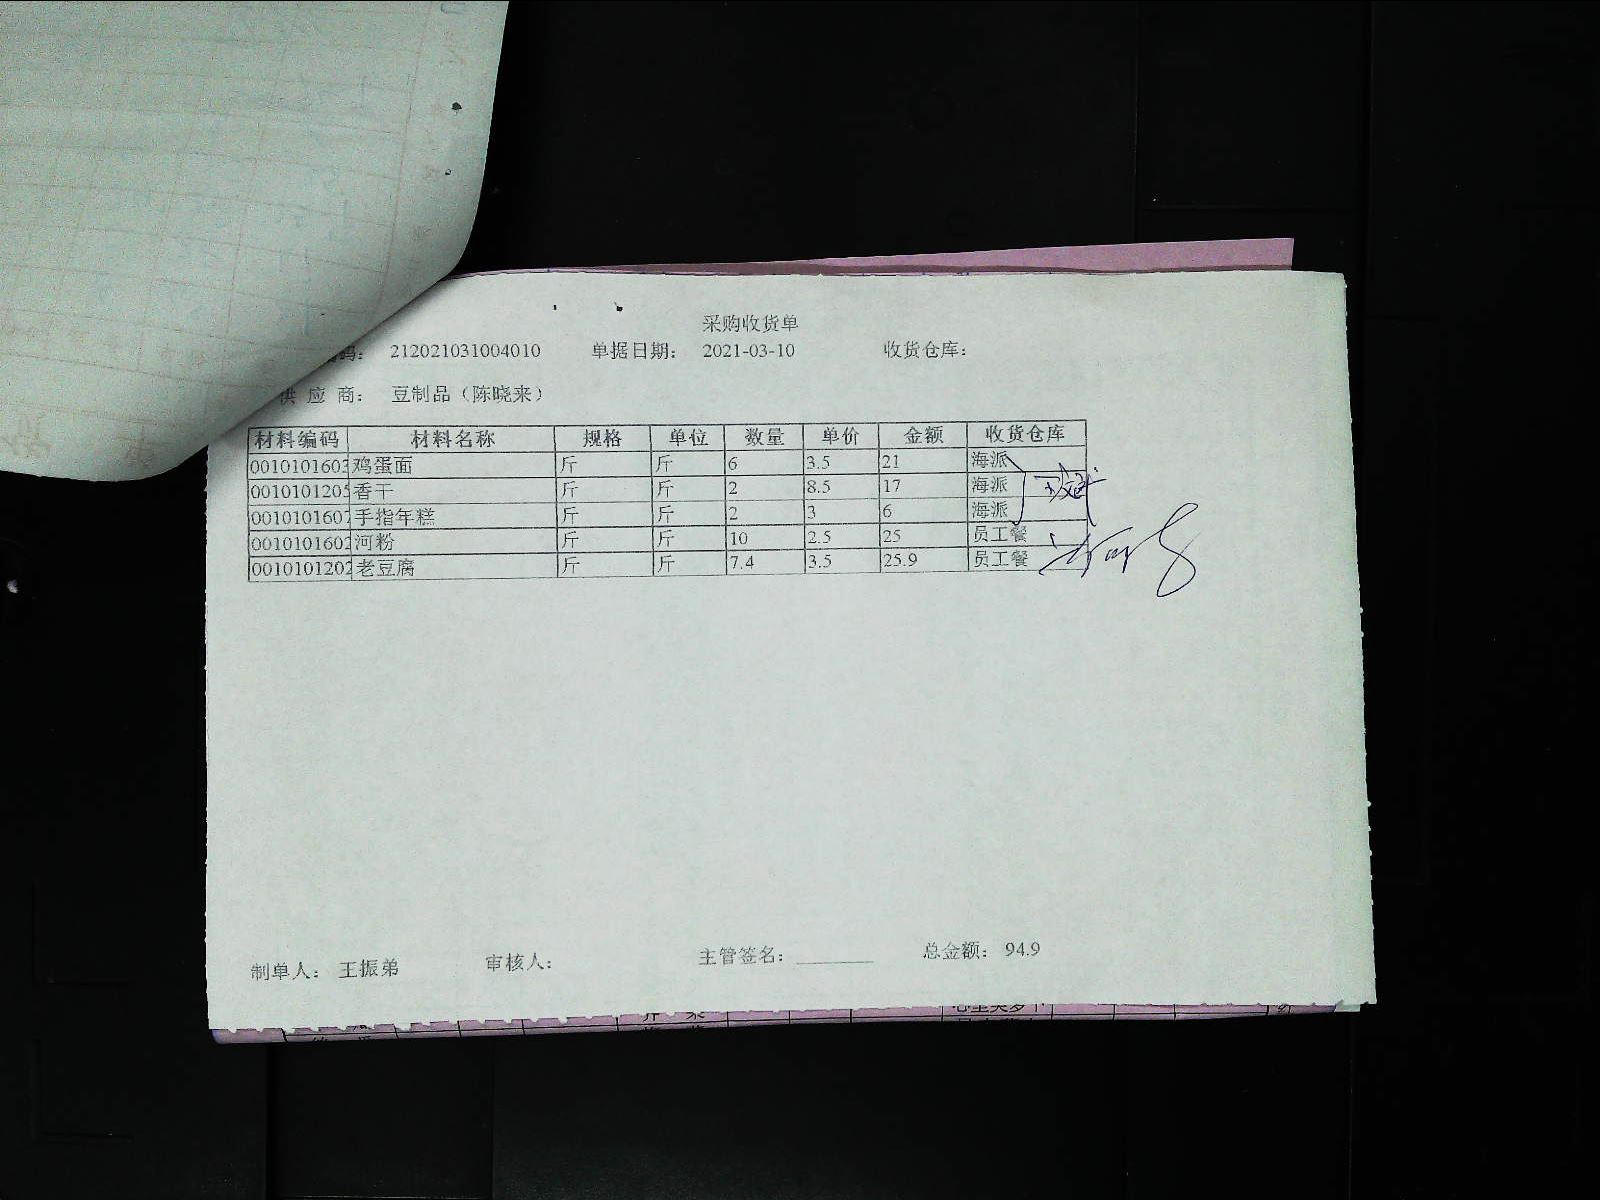 采购收货单
码： 212021031004010 单据日期： 2021-03-10 收货仓库：
供 应 商： 豆制品（陈晓来）
材料编码 材料名称 规格 单位 数量 单价 金额 收货仓库
0010101603 鸡蛋面 斤 斤 6 3.5 21 海派
0010101205 香干 斤 斤 2 8.5 17 海派
0010101607 手指年糕 斤 斤 2 3 6 海派
0010101602 河粉 斤 斤 10 2.5 25 员工餐
0010101202 老豆腐 斤 斤 7.4 3.5 25.9 员工餐
制单人： 王振弟 审核人： 主管签名： 总金额： 94.9